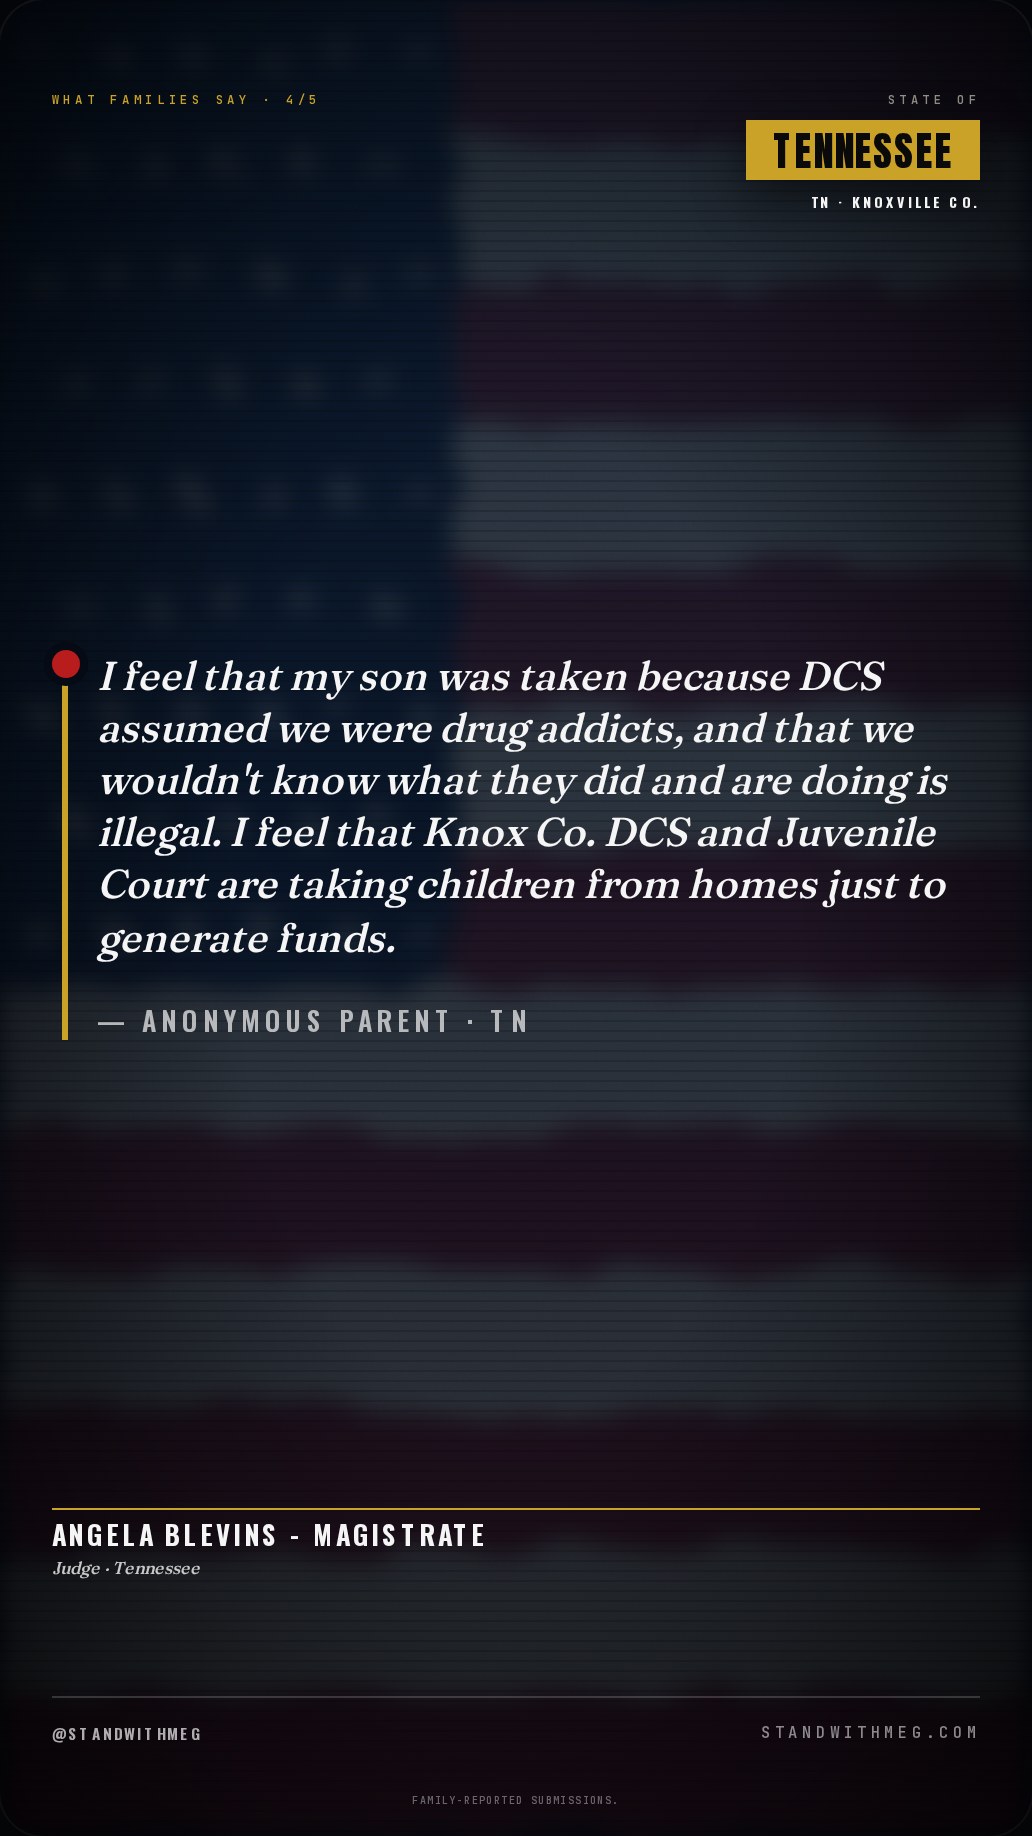 WHAT FAMILIES SAY · 4/5
STATE OF
TENNESSEE
TN · KNOXVILLE CO.
I feel that my son was taken because DCS
assumed we were drug addicts, and that we
wouldn't know what they did and are doing is
illegal. I feel that Knox Co. DCS and Juvenile
Court are taking children from homes just to
generate funds.
— ANONYMOUS PARENT · TN
ANGELA BLEVINS - MAGISTRATE
Judge · Tennessee
@STANDWITHMEG
STANDWITHMEG.COM
FAMILY-REPORTED SUBMISSIONS.